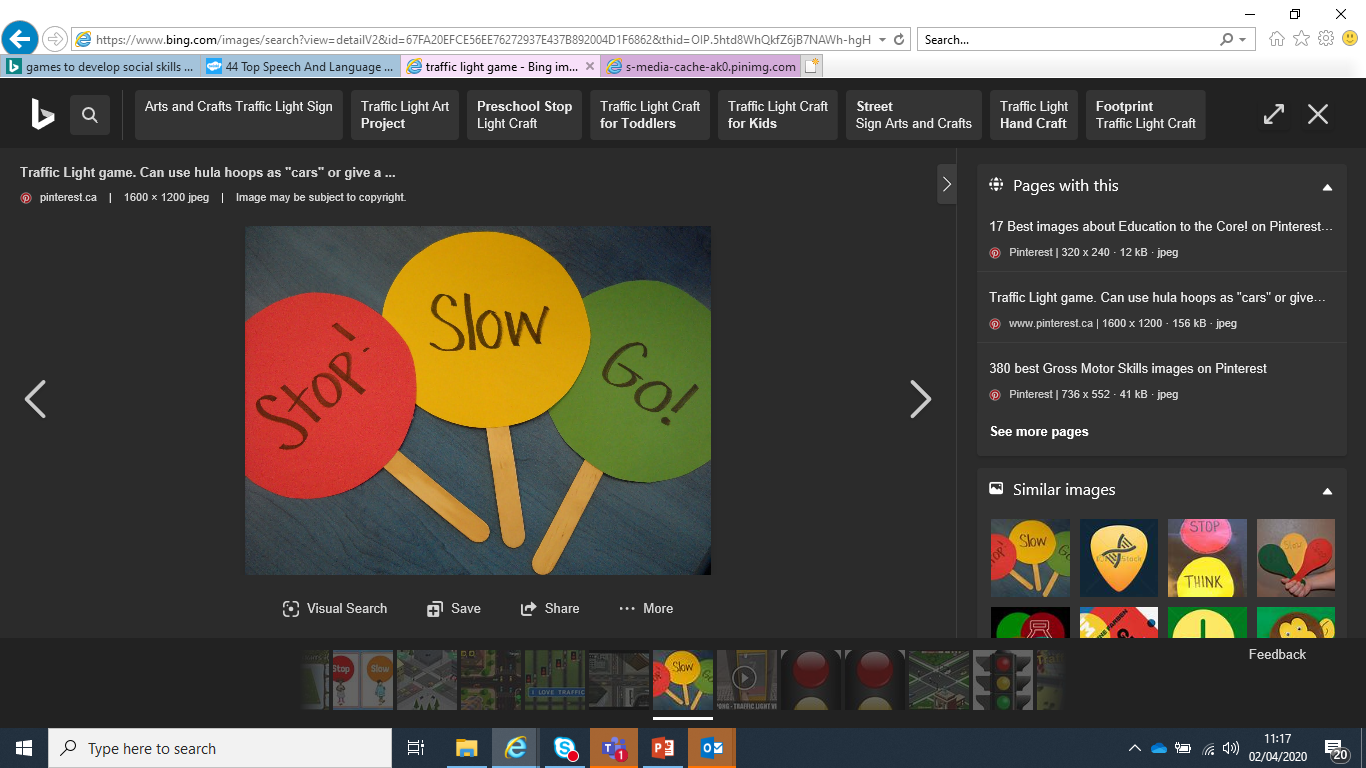 https://www.bing.com/images/search?view=detailV2&id=67FA20EFCE56EE76272937E437B892004D1F6862&thid=OIP.5htd8WhQkfZ6jB7NAWh-hgH
Search...
games to develop social skills ...
44 Top Speech And Language ...
traffic light game - Bing im...
s-media-cache-ak0.pinimg.com
Arts and Crafts Traffic Light Sign
Traffic Light Art
Project
Preschool Stop
Light Craft
Traffic Light Craft
for Toddlers
Traffic Light Craft
for Kids
Street
Sign Arts and Crafts
Traffic Light
Hand Craft
Footprint
Traffic Light Craft
Traffic Light game. Can use hula hoops as "cars" or give a ...
pinterest.ca | 1600 × 1200 jpeg | Image may be subject to copyright.
Stop!
Slow
Go!
Visual Search
Save
Share
More
Pages with this
17 Best images about Education to the Core! on Pinterest...
Pinterest | 320 x 240 · 12 kB · jpeg
Traffic Light game. Can use hula hoops as "cars" or give...
www.pinterest.ca | 1600 x 1200 · 156 kB · jpeg
380 best Gross Motor Skills images on Pinterest
Pinterest | 736 x 552 · 41 kB · jpeg
See more pages
Similar images
Slow
STOP
THINK
Feedback
Stop
Slow
I LOVE TRAFFIC
Slow
Type here to search
1
11:17
02/04/2020
20